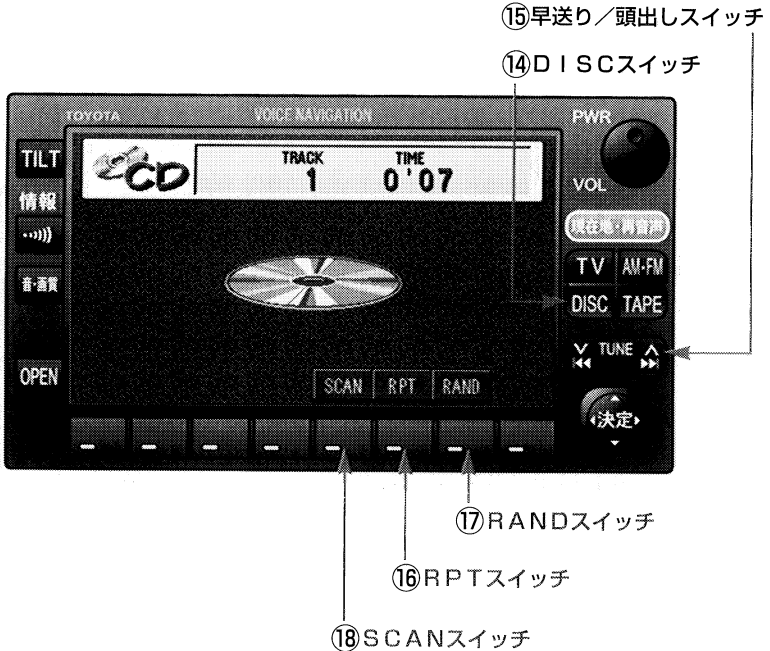 ⑮早送り/頭出しスイッチ
⑭DISCスイッチ
TOYOTA
VOICE NAVIGATION
PWR
VOL
TILT
情報
音・画質
OPEN
CD
TRACK
1
TIME
0'07
現在地・再音声
TV
AM・FM
DISC
TAPE
TUNE
決定
SCAN
RPT
RAND
⑰RANDスイッチ
⑯RPTスイッチ
⑱SCANスイッチ